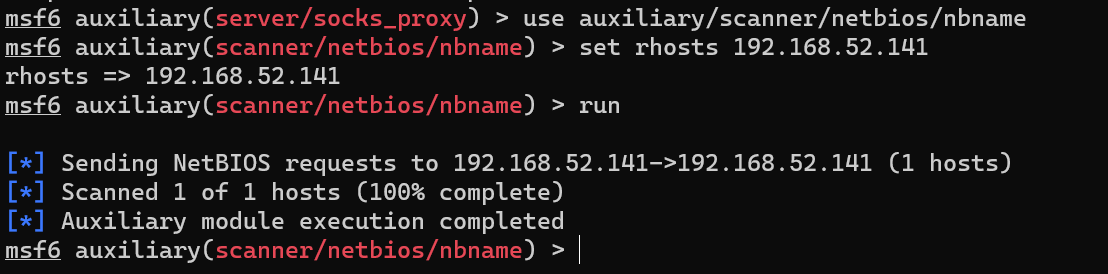 msf6 auxiliary(server/socks_proxy) > use auxiliary/scanner/netbios/nbname
msf6 auxiliary(scanner/netbios/nbname) > set rhosts 192.168.52.141
rhosts => 192.168.52.141
msf6 auxiliary(scanner/netbios/nbname) > run
[*] Sending NetBIOS requests to 192.168.52.141->192.168.52.141 (1 hosts)
[*] Scanned 1 of 1 hosts (100% complete)
[*] Auxiliary module execution completed
msf6 auxiliary(scanner/netbios/nbname) >